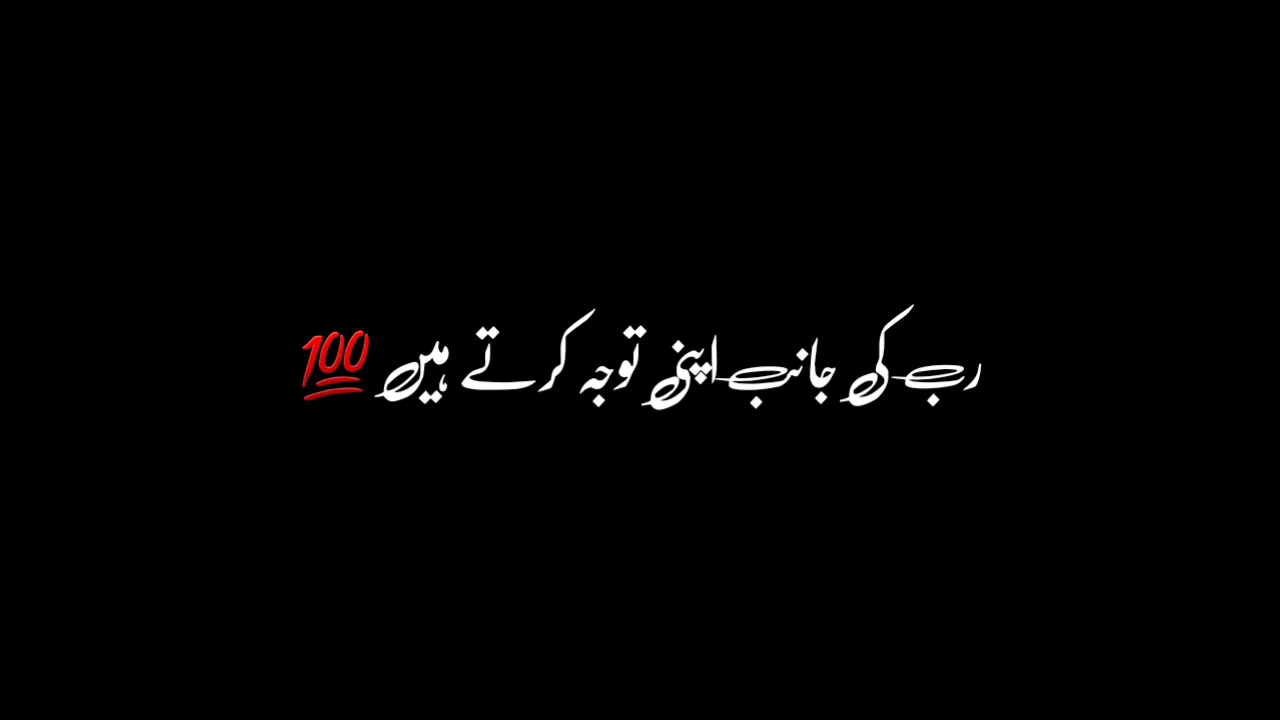 رب کی جانب اپنی توجہ کرتے ہیں 💯